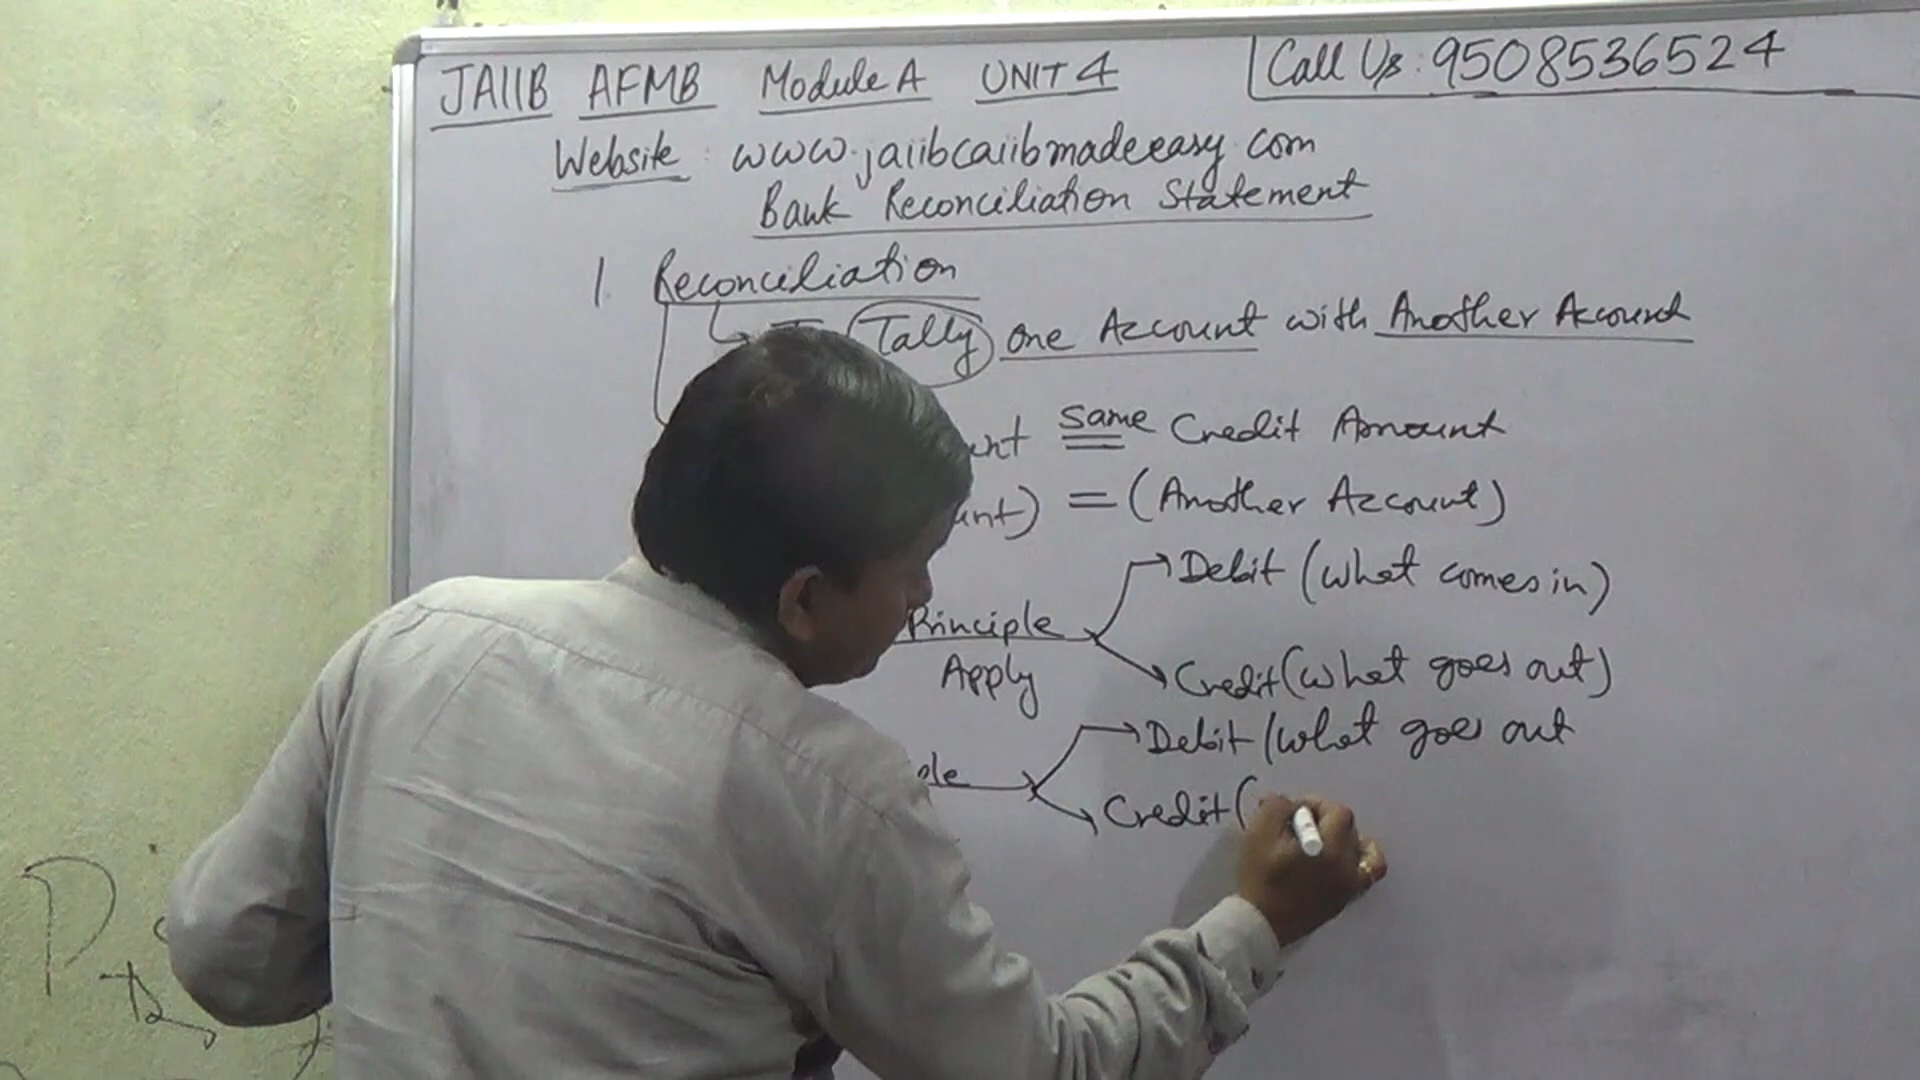 JAIIB AFMB Module A UNIT 4
Call Us: 9508536524
Website: www.jaiibcaiibmadeeasy.com
Bank Reconciliation Statement
1. Reconciliation
Tally one Account with Another Account
same Credit Amount
= (Another Account)
Debit (what comes in)
Principle
Apply
Credit (what goes out)
Debit (what goes out
Credit (